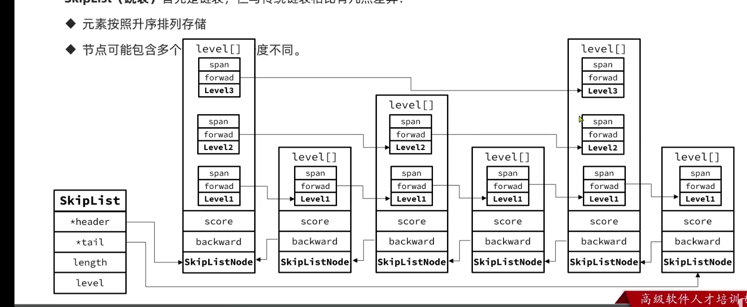 SkipList（跳表）首先是链表，但与传统链表相比有几点差异：
◆ 元素按照升序排列存储
◆ 节点可能包含多个 度不同。
level[]
span
forwad
Level3
span
forwad
Level2
span
forwad
Level1
score
backward
SkipListNode
level[]
span
forwad
Level1
score
backward
SkipListNode
level[]
span
forwad
Level2
span
forwad
Level1
score
backward
SkipListNode
level[]
span
forwad
Level1
score
backward
SkipListNode
level[]
span
forwad
Level3
span
forwad
Level2
span
forwad
Level1
score
backward
SkipListNode
level[]
span
forwad
Level1
score
backward
SkipListNode
SkipList
*header
*tail
length
level
高级软件人才培训